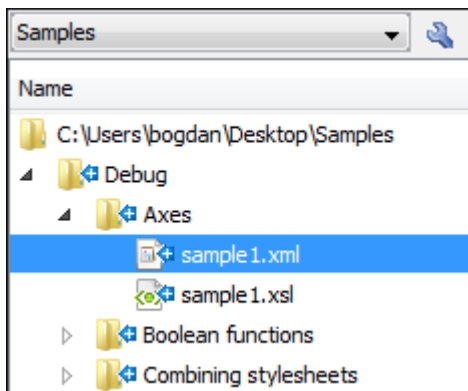 Samples
Name
C:\Users\bogdan\Desktop\Samples
Debug
Axes
sample1.xml
sample1.xsl
Boolean functions
Combining stylesheets